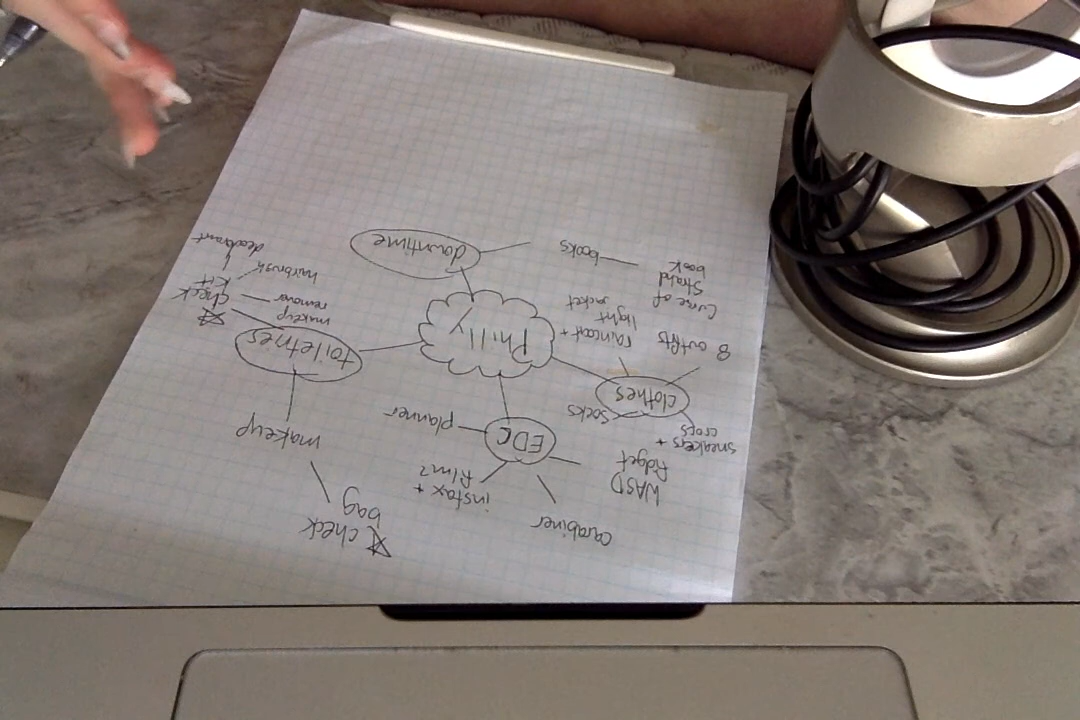 check
bag
carabiner
instax +
film?
WASD
fidget
makeup
sneakers +
crocs
EDC
planner
socks
clothes
8 outfits
raincoat +
light
jacket
Philly
toiletries
check
kit
makeup
remover
hairbrush
deodorant
Curse of
Strahd
book
books
downtime